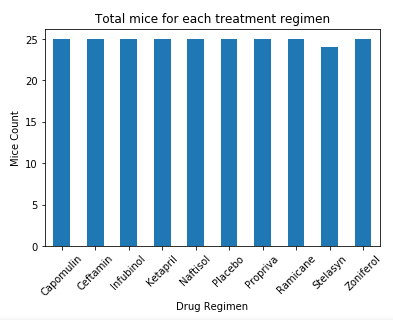 Total mice for each treatment regimen
Mice Count
25
20
15
10
5
0
Capomulin
Ceftamin
Infubinol
Ketapril
Naftisol
Placebo
Propriva
Ramicane
Stelasyn
Zoniferol
Drug Regimen